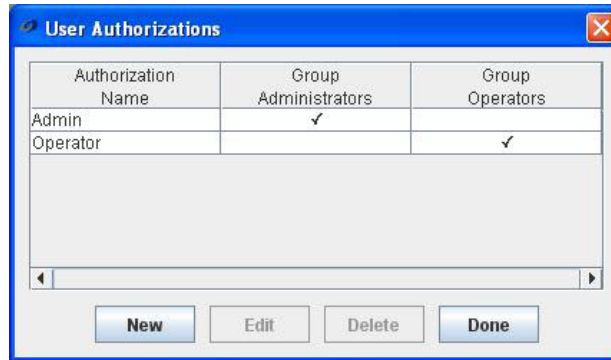 User Authorizations
Authorization Name Group Administrators Group Operators
Admin ✓
Operator ✓
New Edit Delete Done